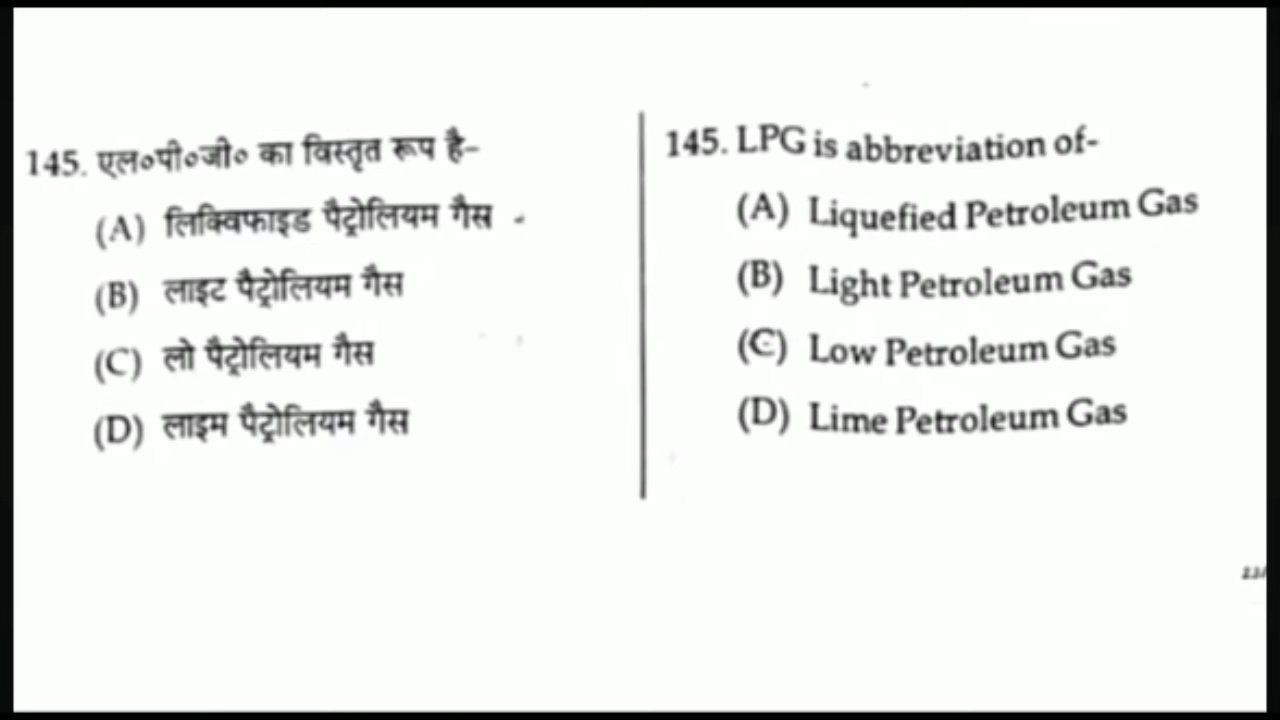 145. एल०पी०जी० का विस्तृत रूप है–
(A) लिक्विफाइड पैट्रोलियम गैस
(B) लाइट पैट्रोलियम गैस
(C) लो पैट्रोलियम गैस
(D) लाइम पैट्रोलियम गैस
145. LPG is abbreviation of-
(A) Liquefied Petroleum Gas
(B) Light Petroleum Gas
(C) Low Petroleum Gas
(D) Lime Petroleum Gas